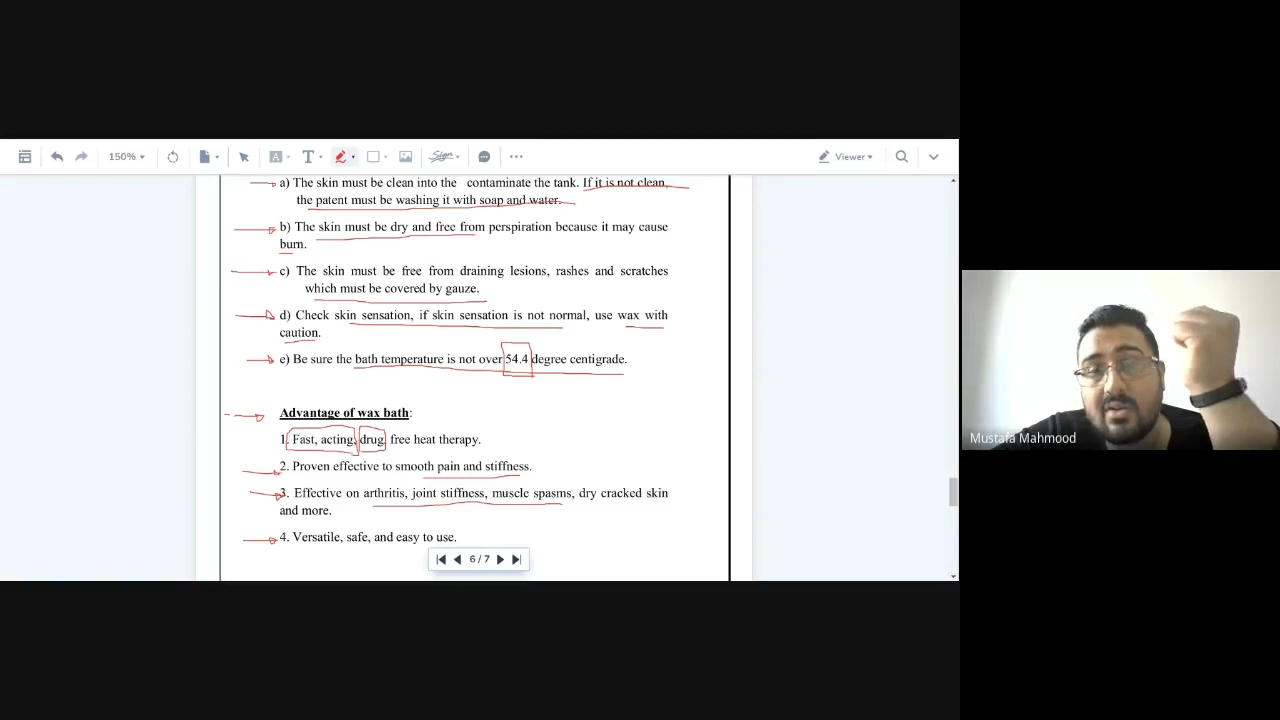 150%
Viewer
a) The skin must be clean into the contaminate the tank. If it is not clean,
the patent must be washing it with soap and water.
b) The skin must be dry and free from perspiration because it may cause
burn.
c) The skin must be free from draining lesions, rashes and scratches
which must be covered by gauze.
d) Check skin sensation, if skin sensation is not normal, use wax with
caution.
e) Be sure the bath temperature is not over 54.4 degree centigrade.
Advantage of wax bath:
1. Fast, acting, drug, free heat therapy.
2. Proven effective to smooth pain and stiffness.
3. Effective on arthritis, joint stiffness, muscle spasms, dry cracked skin
and more.
4. Versatile, safe, and easy to use.
6 / 7
Mustafa Mahmood